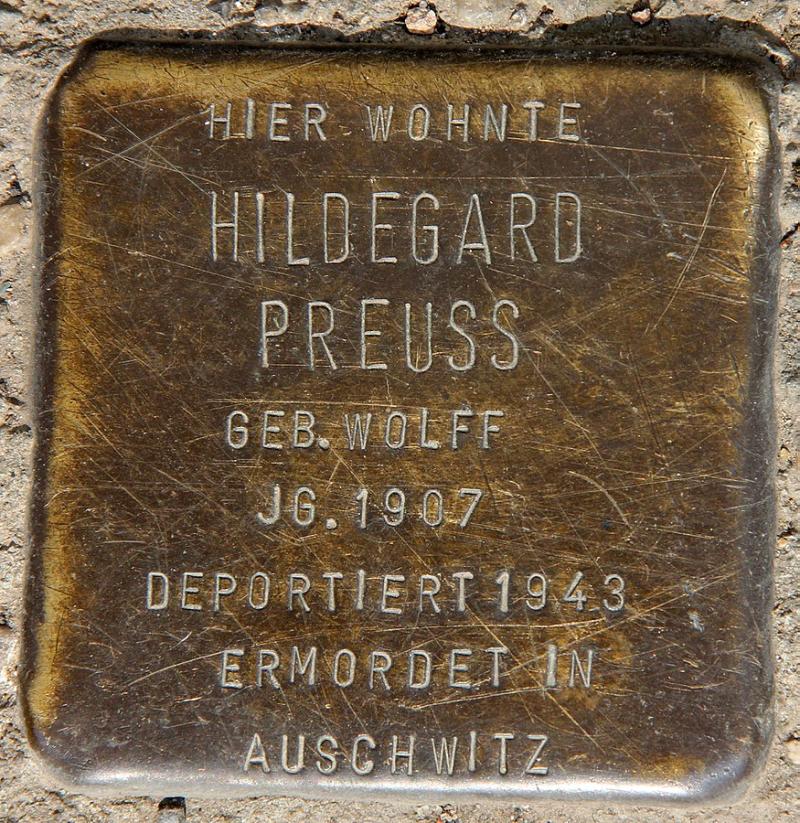 HIER WOHNTE
HILDEGARD
PREUSS
GEB. WOLFF
JG. 1907
DEPORTIERT 1943
ERMORDET IN
AUSCHWITZ